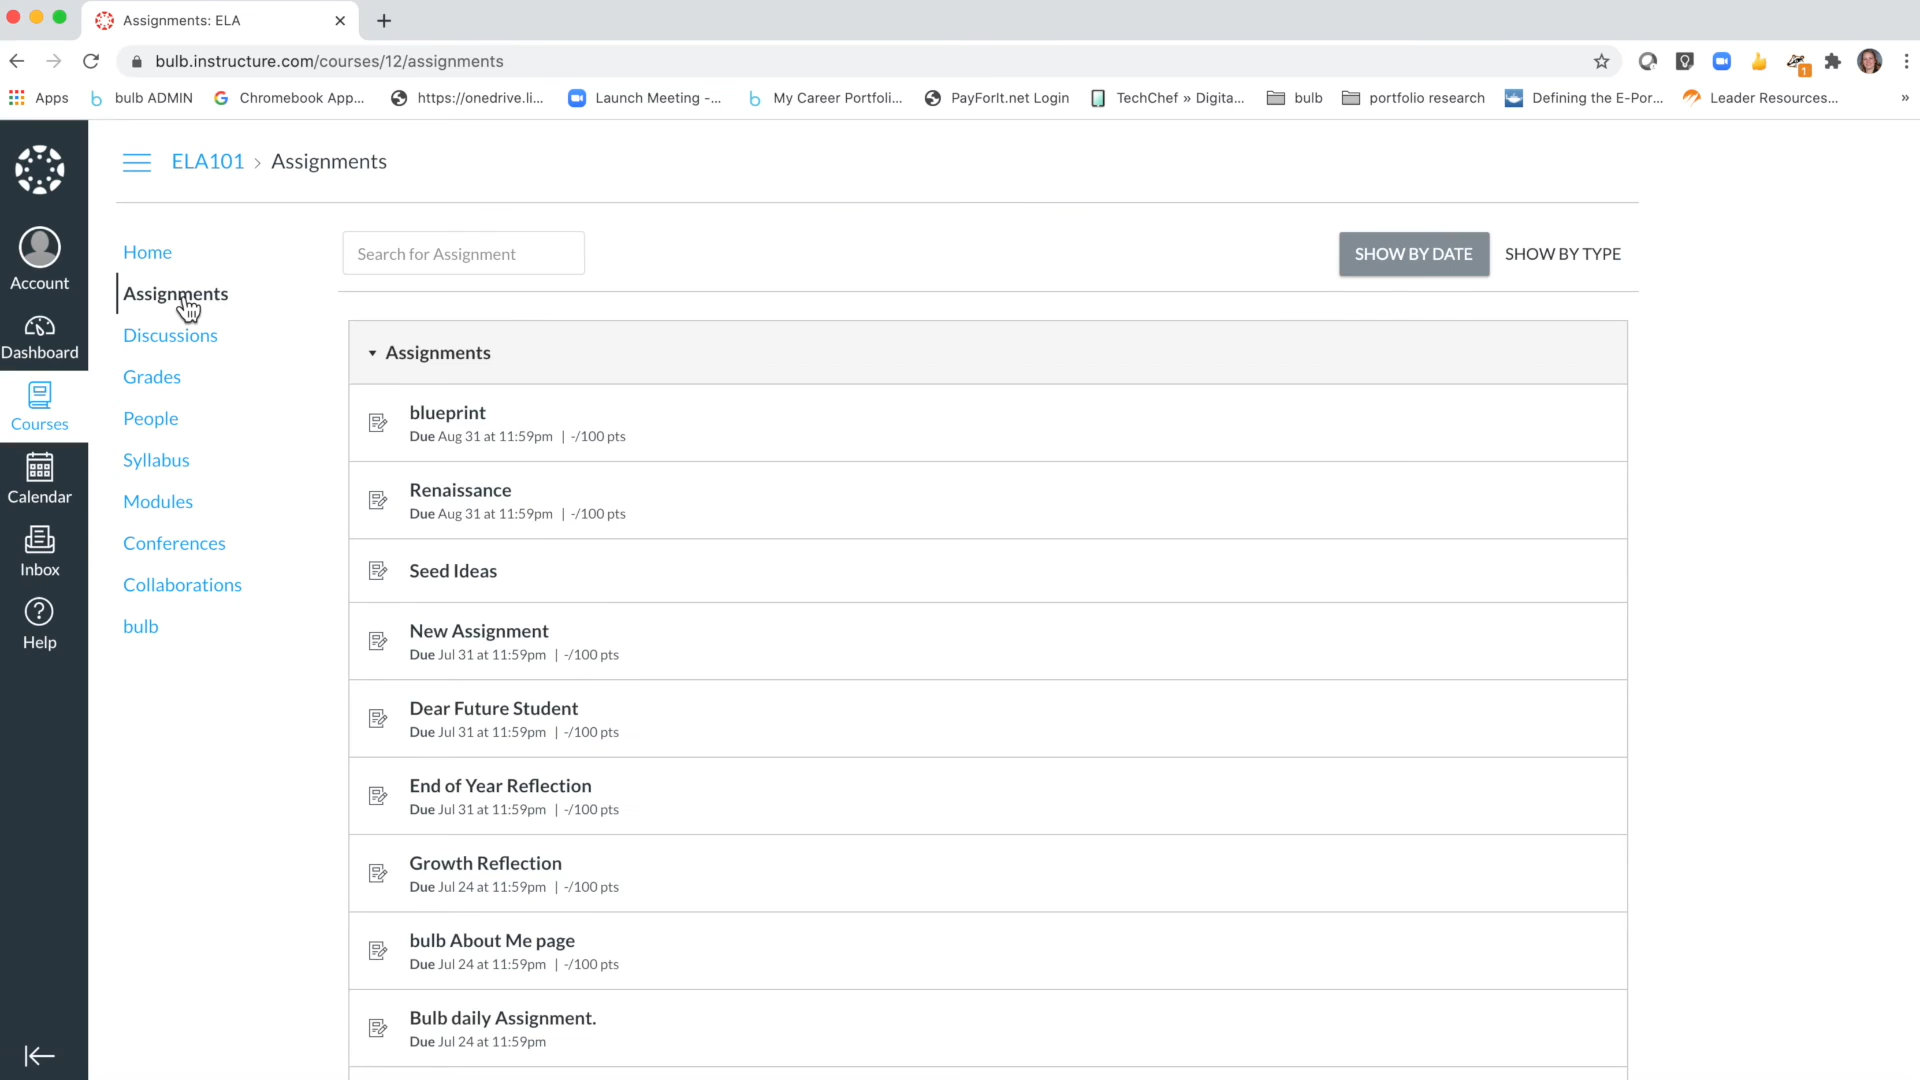 Assignments: ELA
bulb.instructure.com/courses/12/assignments
1
Apps
bulb ADMIN
Chromebook App...
https://onedrive.li...
Launch Meeting -...
My Career Portfoli...
PayForIt.net Login
TechChef » Digita...
bulb
portfolio research
Defining the E-Por...
Leader Resources...
»
ELA101 › Assignments
Account
Dashboard
Courses
Calendar
Inbox
Help
Home
Assignments
Discussions
Grades
People
Syllabus
Modules
Conferences
Collaborations
bulb
Search for Assignment
SHOW BY DATE
SHOW BY TYPE
Assignments
blueprint
Due Aug 31 at 11:59pm | -/100 pts
Renaissance
Due Aug 31 at 11:59pm | -/100 pts
Seed Ideas
New Assignment
Due Jul 31 at 11:59pm | -/100 pts
Dear Future Student
Due Jul 31 at 11:59pm | -/100 pts
End of Year Reflection
Due Jul 31 at 11:59pm | -/100 pts
Growth Reflection
Due Jul 24 at 11:59pm | -/100 pts
bulb About Me page
Due Jul 24 at 11:59pm | -/100 pts
Bulb daily Assignment.
Due Jul 24 at 11:59pm